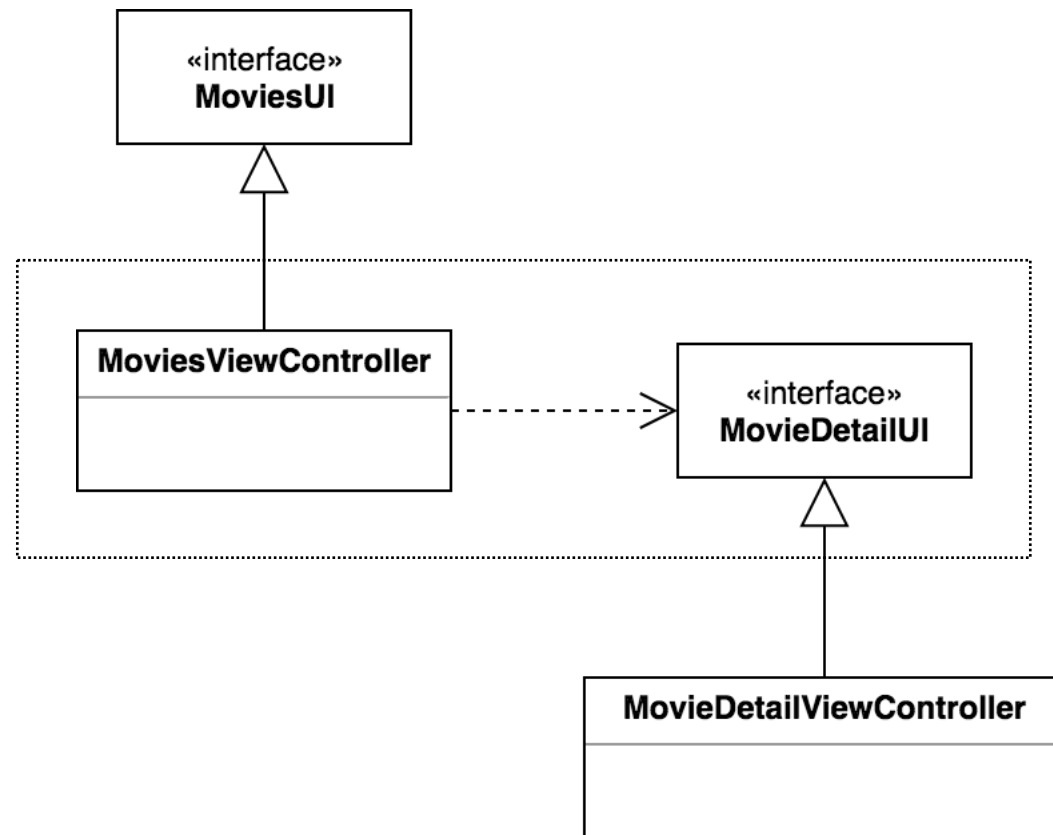 «interface»
MoviesUI
MoviesViewController
«interface»
MovieDetailUI
MovieDetailViewController